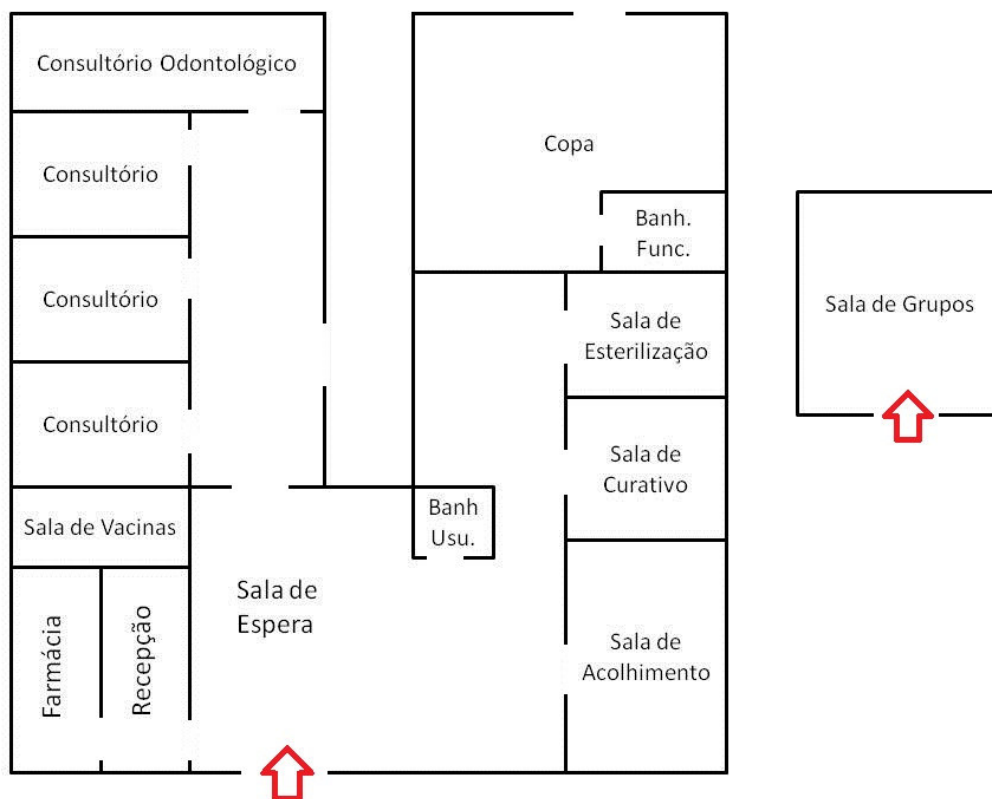 Consultório Odontológico
Consultório
Consultório
Consultório
Sala de Vacinas
Farmácia
Recepção
Sala de
Espera
Banh
Usu.
Copa
Banh.
Func.
Sala de
Esterilização
Sala de
Curativo
Sala de
Acolhimento
Sala de Grupos